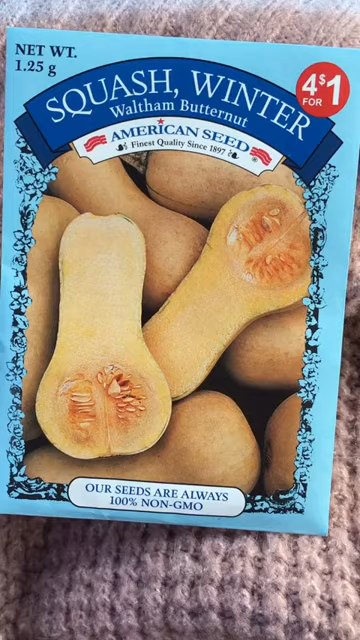 NET WT.
1.25 g
4 $1
FOR
SQUASH, WINTER
Waltham Butternut
AMERICAN SEED
Finest Quality Since 1897
OUR SEEDS ARE ALWAYS
100% NON-GMO